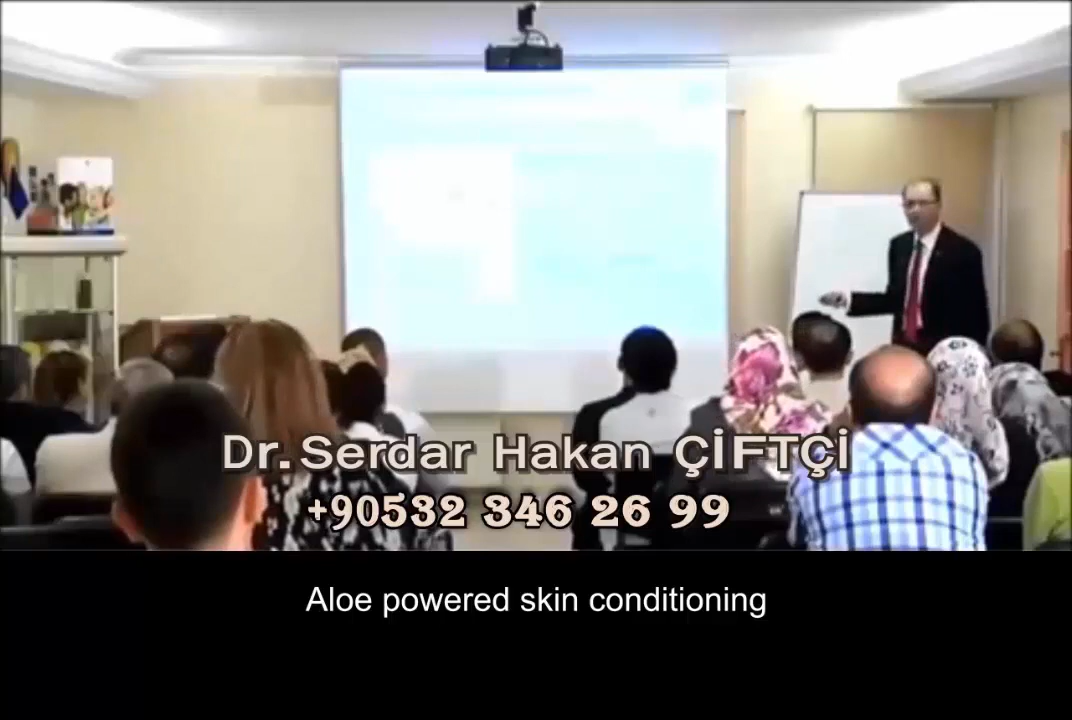 Dr. Serdar Hakan ÇİFTÇİ
+90532 346 26 99
Aloe powered skin conditioning